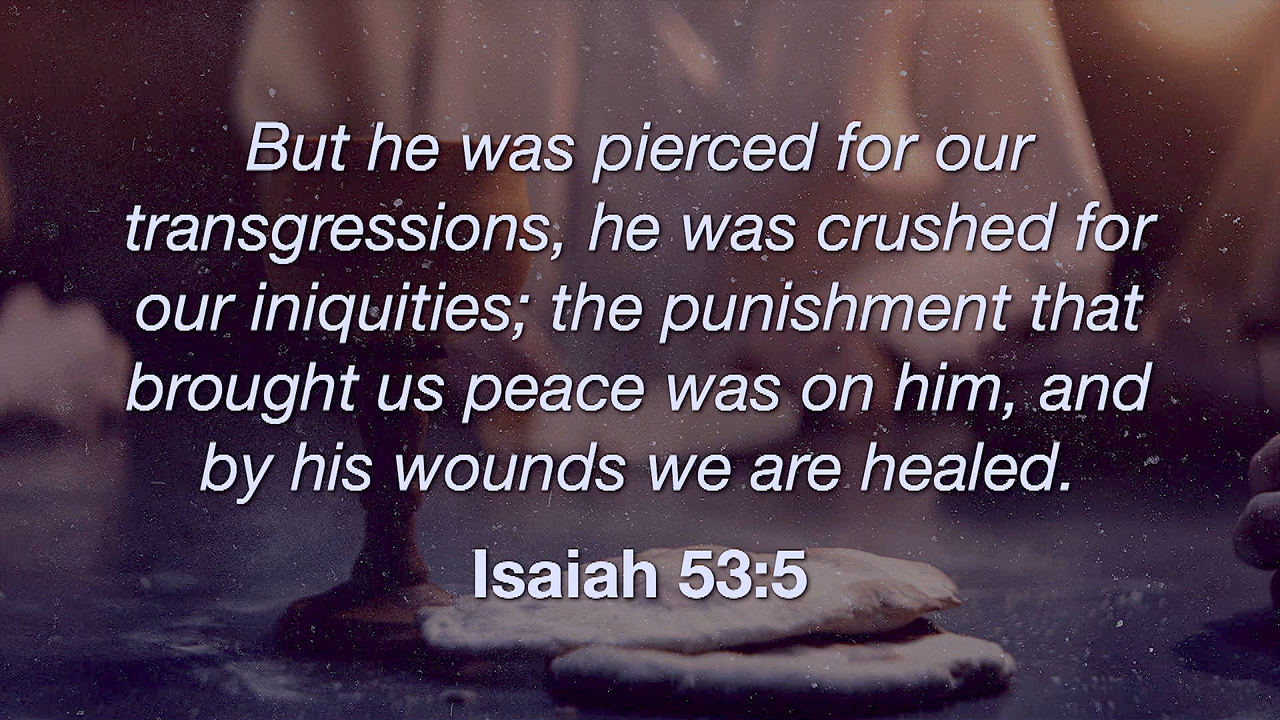 But he was pierced for our
transgressions, he was crushed for
our iniquities; the punishment that
brought us peace was on him, and
by his wounds we are healed.
Isaiah 53:5